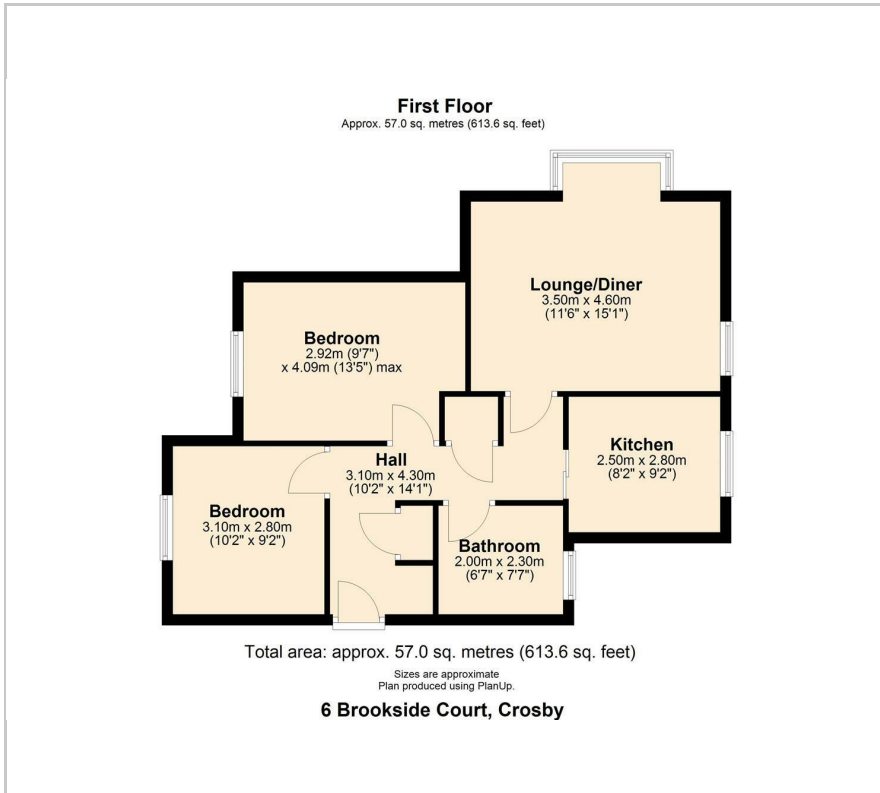 First Floor
Approx. 57.0 sq. metres (613.6 sq. feet)
Lounge/Diner
3.50m x 4.60m
(11'6" x 15'1")
Bedroom
2.92m (9'7")
x 4.09m (13'5") max
Kitchen
2.50m x 2.80m
(8'2" x 9'2")
Hall
3.10m x 4.30m
(10'2" x 14'1")
Bedroom
3.10m x 2.80m
(10'2" x 9'2")
Bathroom
2.00m x 2.30m
(6'7" x 7'7")
Total area: approx. 57.0 sq. metres (613.6 sq. feet)
Sizes are approximate
Plan produced using PlanUp.
6 Brookside Court, Crosby